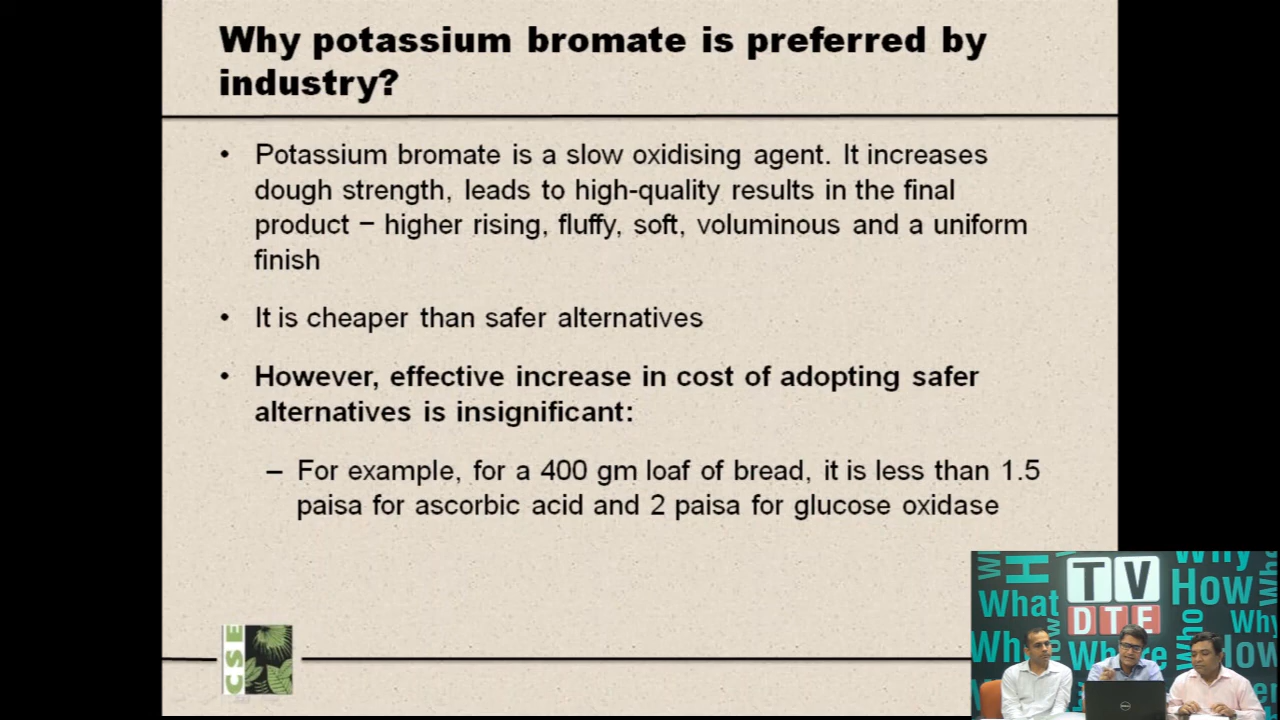 Why potassium bromate is preferred by
industry?
• Potassium bromate is a slow oxidising agent. It increases
dough strength, leads to high-quality results in the final
product – higher rising, fluffy, soft, voluminous and a uniform
finish
• It is cheaper than safer alternatives
• However, effective increase in cost of adopting safer
alternatives is insignificant:
– For example, for a 400 gm loaf of bread, it is less than 1.5
paisa for ascorbic acid and 2 paisa for glucose oxidase
CSE
TV
DTE
H
Why
What
How
How
Who
Why
Where
How